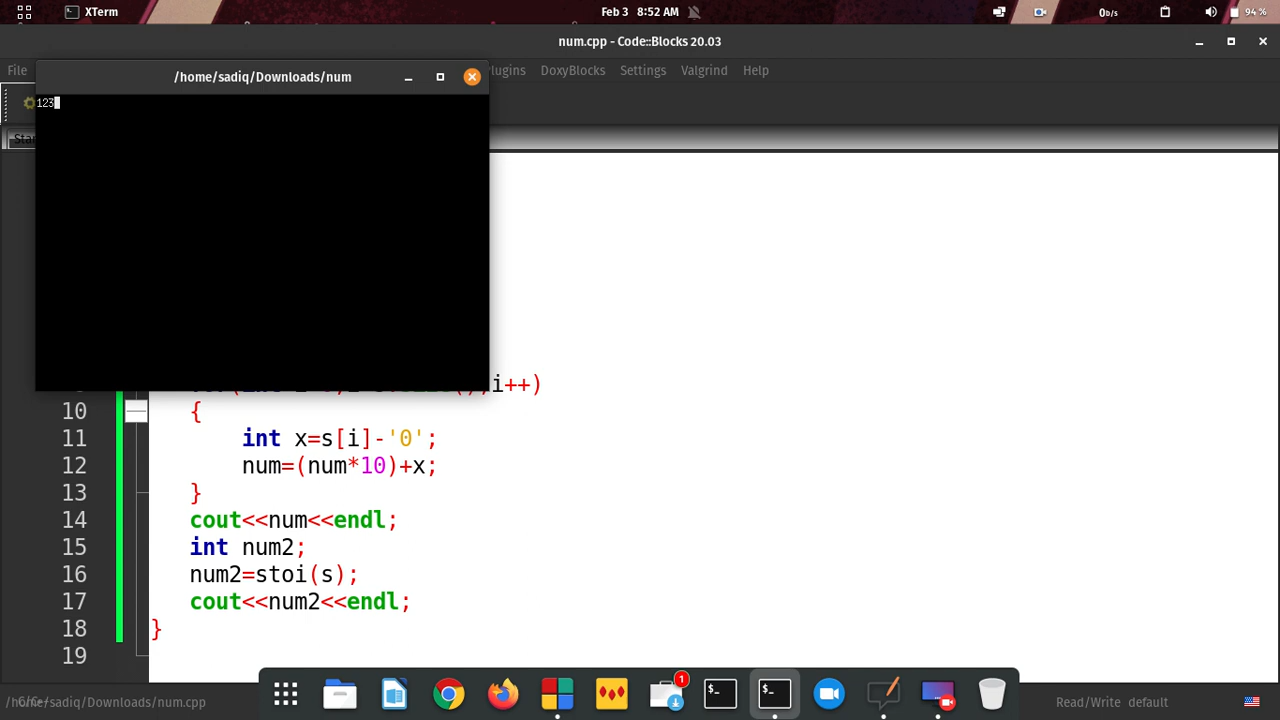 XTerm
Feb 3 8:52 AM
0 B/s
94 %
num.cpp - Code::Blocks 20.03
File
/home/sadiq/Downloads/num
DoxyBlocks Settings Valgrind Help
123
i++)
10 {
11 int x=s[i]-'0';
12 num=(num*10)+x;
13 }
14 cout<<num<<endl;
15 int num2;
16 num2=stoi(s);
17 cout<<num2<<endl;
18 }
19
1
/home/sadiq/Downloads/num.cpp
Read/Write default